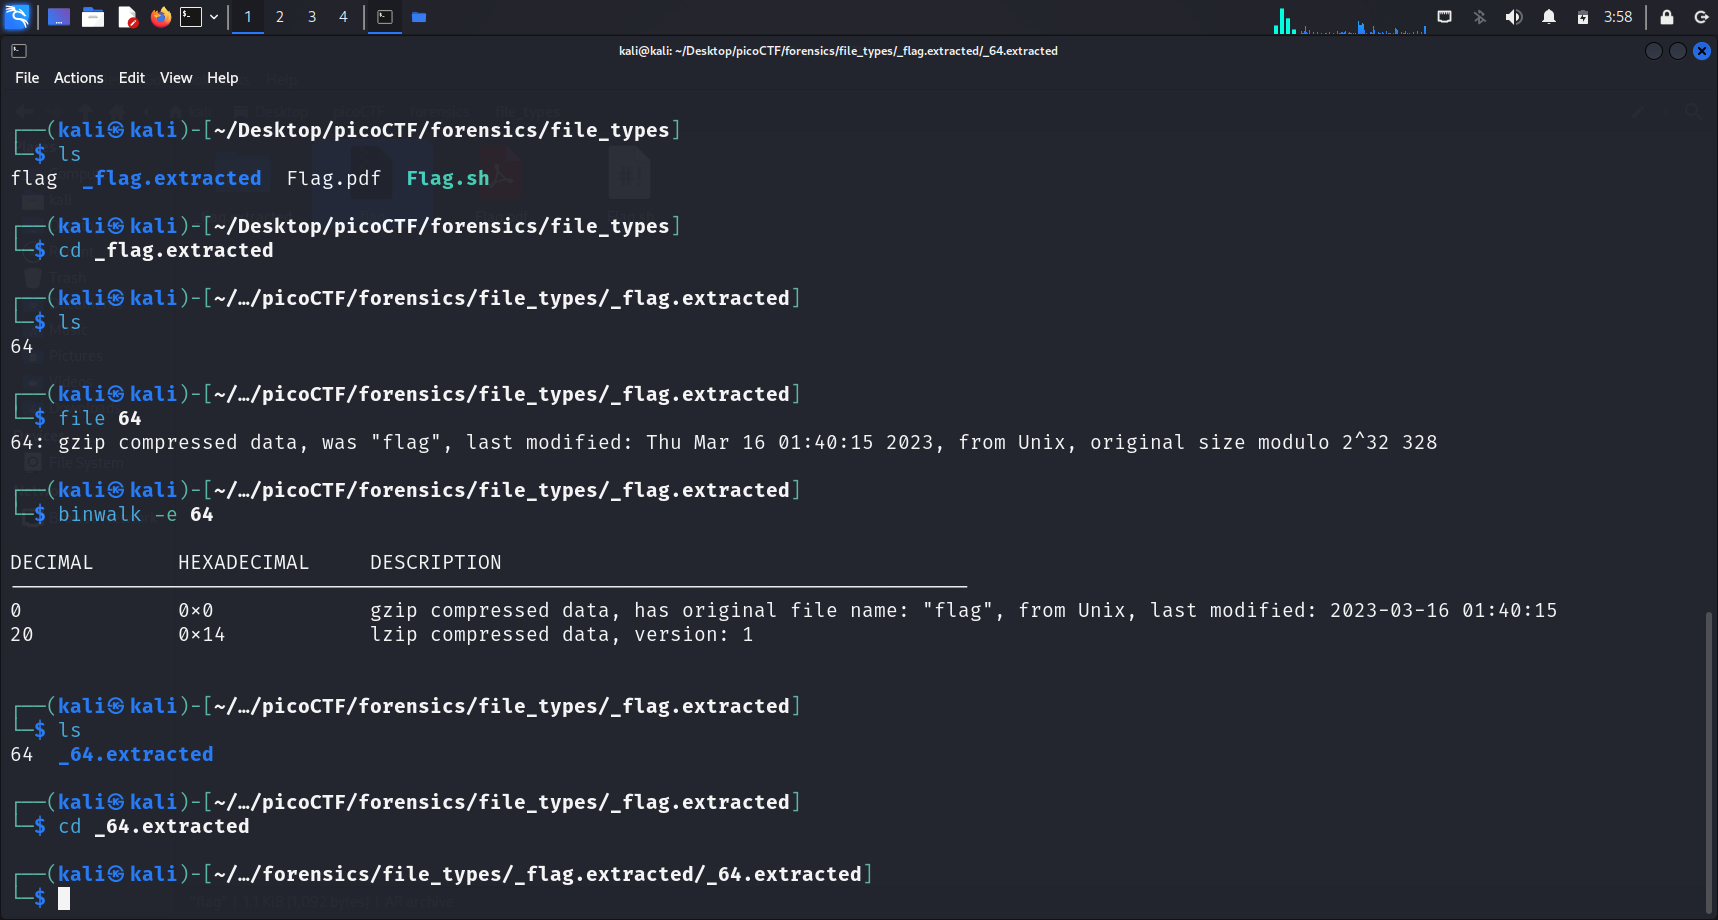 1 2 3 4
3:58
kali@kali: ~/Desktop/picoCTF/forensics/file_types/_flag.extracted/_64.extracted
File Actions Edit View Help
┌──(kali㉿kali)-[~/Desktop/picoCTF/forensics/file_types]
└─$ ls
flag _flag.extracted Flag.pdf Flag.sh
┌──(kali㉿kali)-[~/Desktop/picoCTF/forensics/file_types]
└─$ cd _flag.extracted
┌──(kali㉿kali)-[~/…/picoCTF/forensics/file_types/_flag.extracted]
└─$ ls
64
┌──(kali㉿kali)-[~/…/picoCTF/forensics/file_types/_flag.extracted]
└─$ file 64
64: gzip compressed data, was "flag", last modified: Thu Mar 16 01:40:15 2023, from Unix, original size modulo 2^32 328
┌──(kali㉿kali)-[~/…/picoCTF/forensics/file_types/_flag.extracted]
└─$ binwalk -e 64
DECIMAL HEXADECIMAL DESCRIPTION
0 0×0 gzip compressed data, has original file name: "flag", from Unix, last modified: 2023-03-16 01:40:15
20 0×14 lzip compressed data, version: 1
┌──(kali㉿kali)-[~/…/picoCTF/forensics/file_types/_flag.extracted]
└─$ ls
64 _64.extracted
┌──(kali㉿kali)-[~/…/picoCTF/forensics/file_types/_flag.extracted]
└─$ cd _64.extracted
┌──(kali㉿kali)-[~/…/forensics/file_types/_flag.extracted/_64.extracted]
└─$